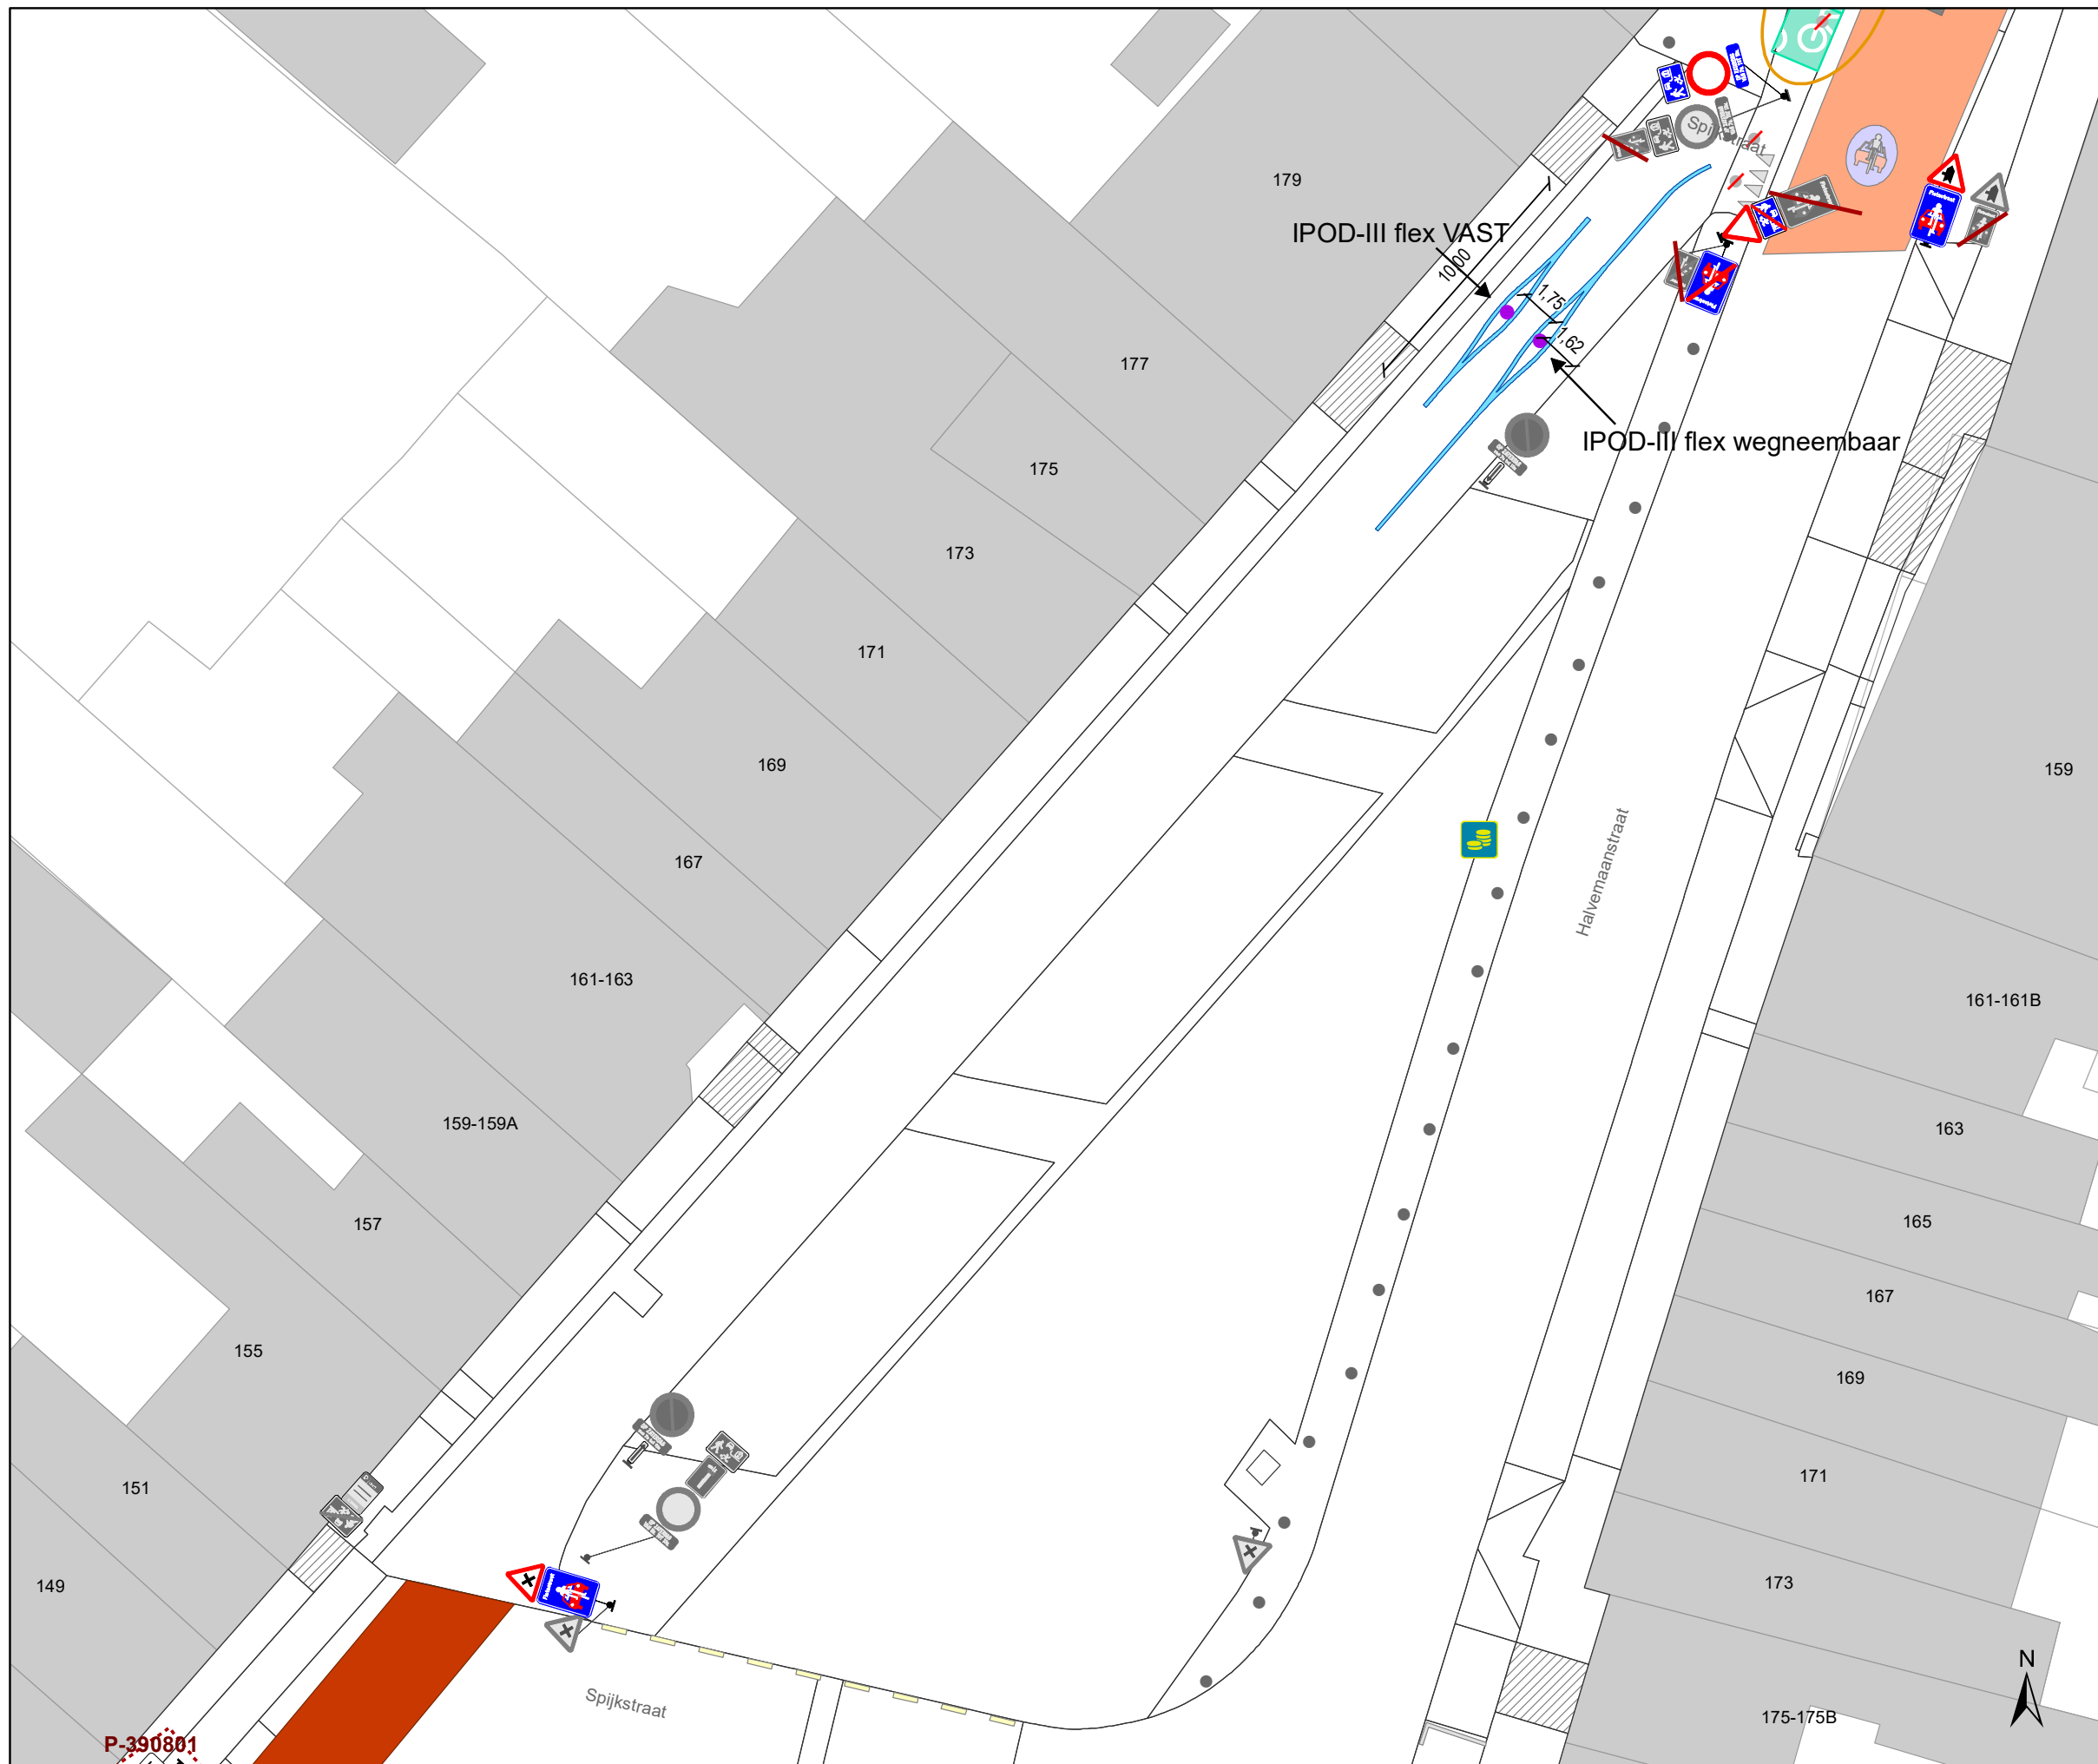 179
IPOD-III flex VAST
10,00
1,75
1,62
IPOD-III flex wegneembaar
177
175
173
171
169
167
161-163
159-159A
157
155
151
149
Halvemaanstraat
159
161-161B
163
165
167
169
171
173
175-175B
Spijkstraat
P-390801
N